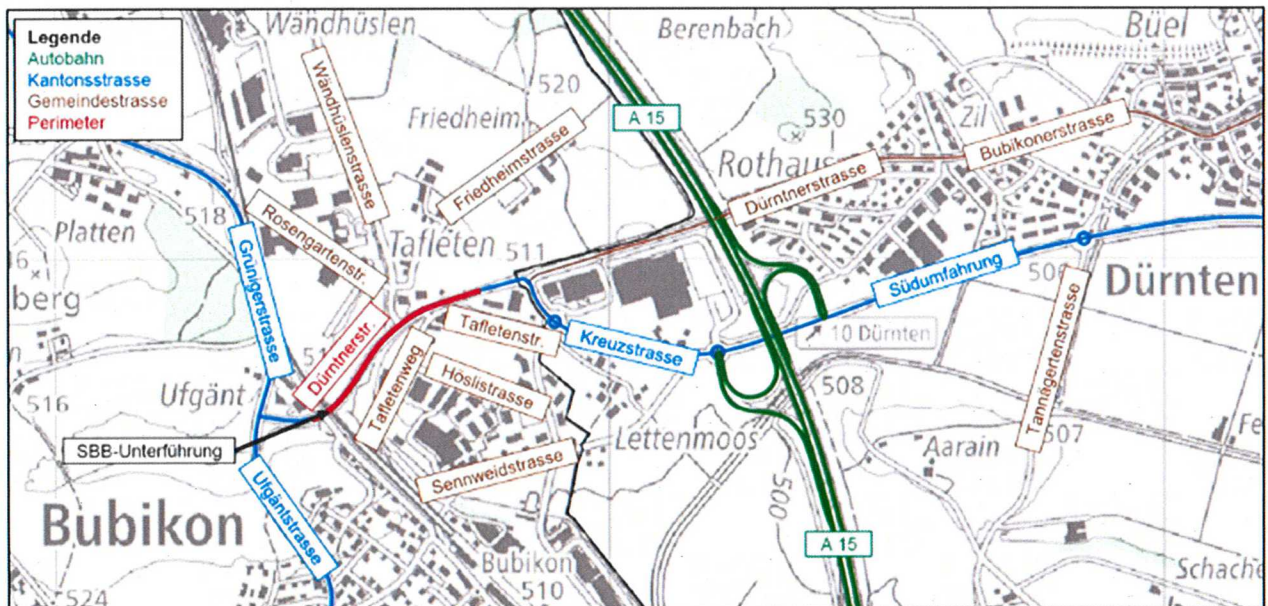 Legende
Autobahn
Kantonsstrasse
Gemeindestrasse
Perimeter
Wändhüslen
Berenbach
Büel
520
A 15
Wändhüslenstrasse
Friedheim
Friedheimstrasse
530
Zil
Bubikonerstrasse
Rothaus
Dürntnerstrasse
518
Rosengartenstr.
Platten
Tafleten
511
Grüningerstrasse
berg
Südumfahrung
Dürnten
Tannägertenstrasse
Dürntnerstr.
Tafletenstr.
Kreuzstrasse
10 Dürnten
Tafletenweg
Höslistrasse
Ufgänt
516
508
SBB-Unterführung
Lettenmoos
Aarain
507
Fe
Sennweidstrasse
Ufgäntstrasse
500
Bubikon
A 15
Bubikon
510
Schache
524